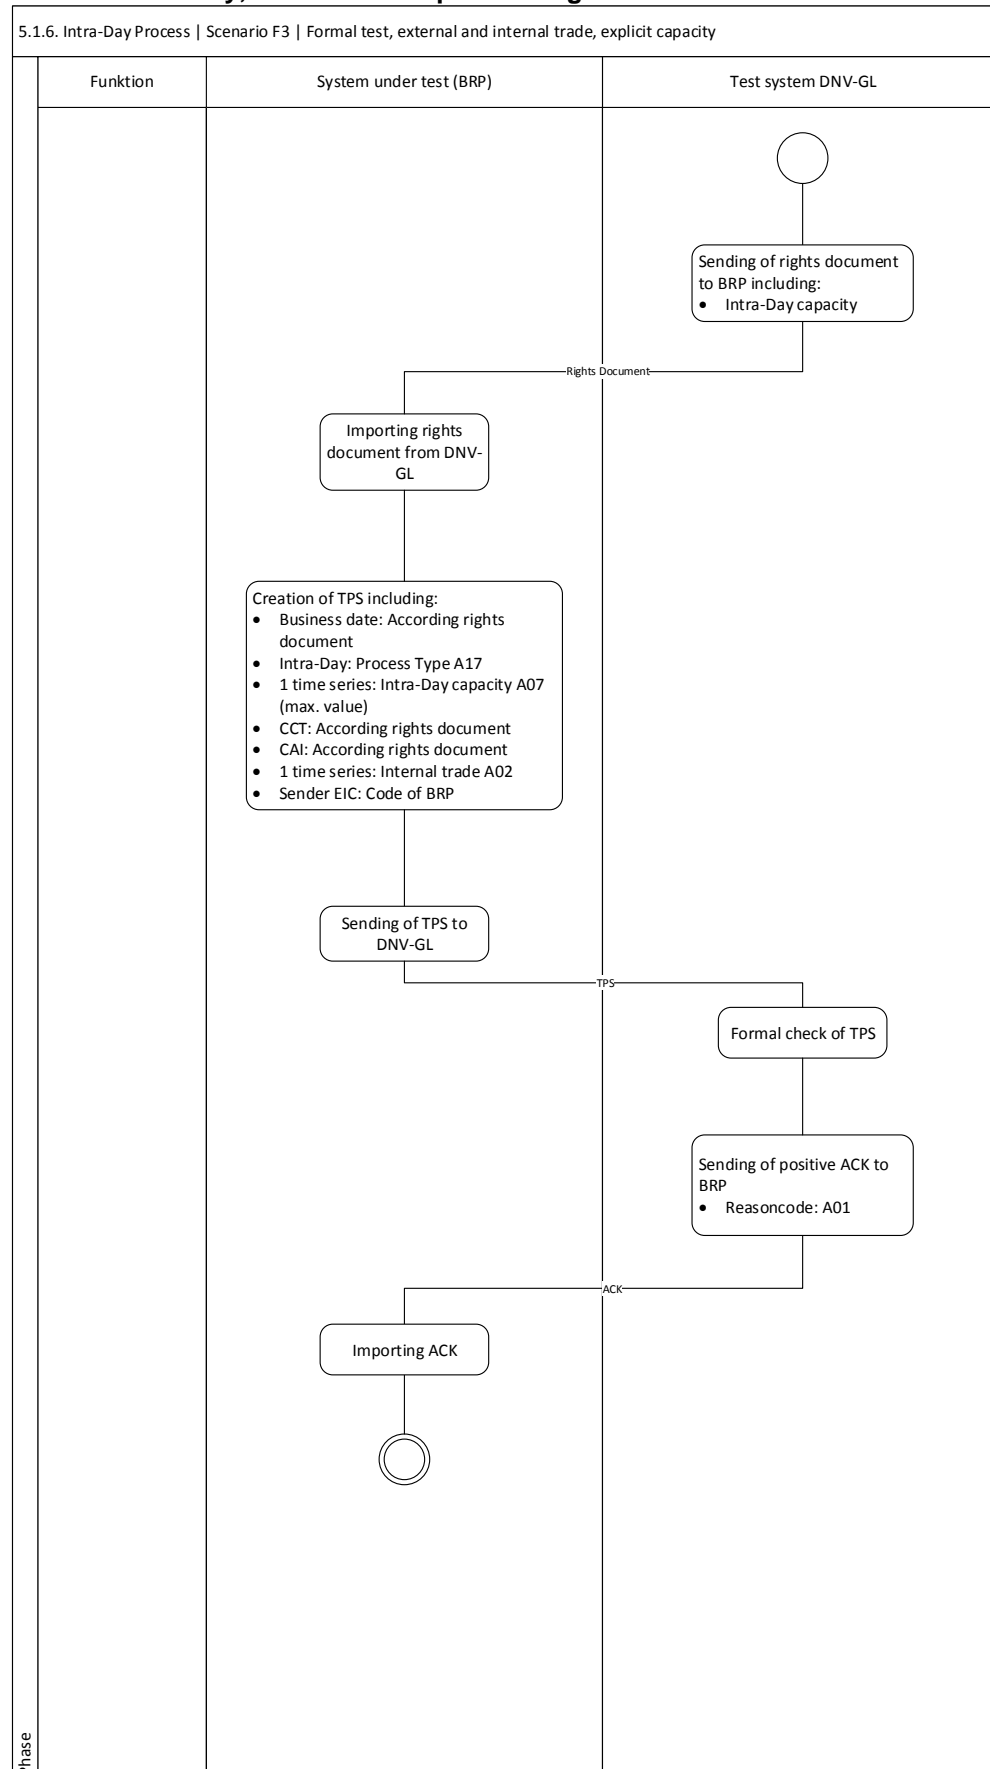 5.1.6. Intra-Day Process | Scenario F3 | Formal test, external and internal trade, explicit capacity
Funktion
System under test (BRP)
Test system DNV-GL
Sending of rights document
to BRP including:
• Intra-Day capacity
Rights Document
Importing rights
document from DNV-
GL
Creation of TPS including:
• Business date: According rights
document
• Intra-Day: Process Type A17
• 1 time series: Intra-Day capacity A07
(max. value)
• CCT: According rights document
• CAI: According rights document
• 1 time series: Internal trade A02
• Sender EIC: Code of BRP
Sending of TPS to
DNV-GL
TPS
Formal check of TPS
Sending of positive ACK to
BRP
• Reasoncode: A01
ACK
Importing ACK
Phase